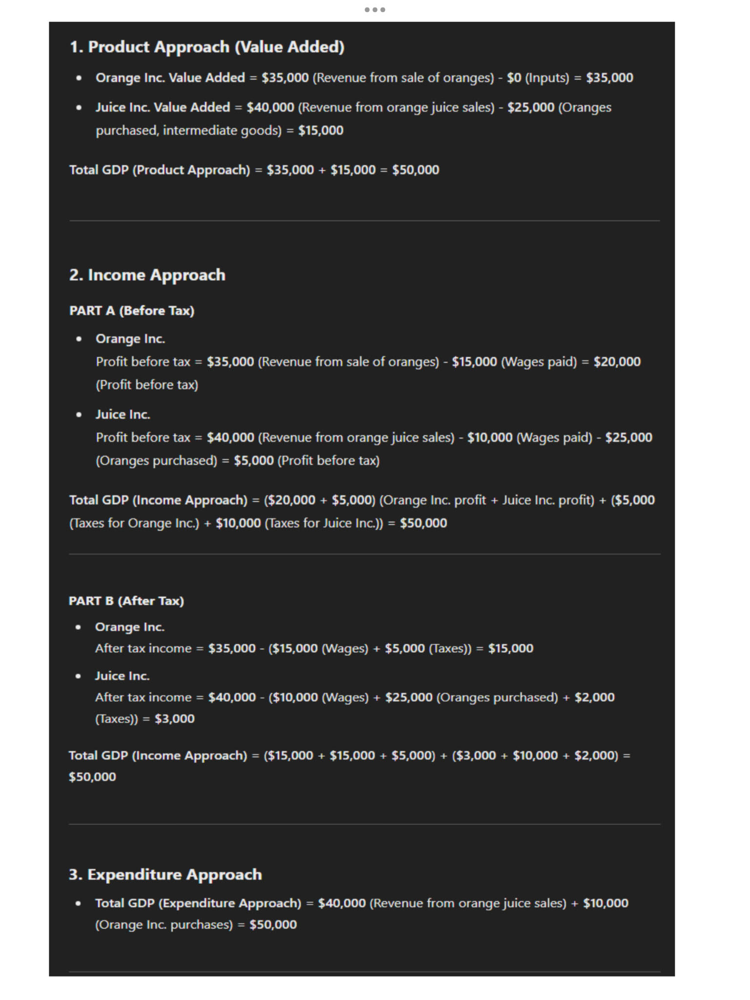 1. Product Approach (Value Added)
• Orange Inc. Value Added = $35,000 (Revenue from sale of oranges) - $0 (Inputs) = $35,000
• Juice Inc. Value Added = $40,000 (Revenue from orange juice sales) - $25,000 (Oranges
purchased, intermediate goods) = $15,000
Total GDP (Product Approach) = $35,000 + $15,000 = $50,000
2. Income Approach
PART A (Before Tax)
• Orange Inc.
Profit before tax = $35,000 (Revenue from sale of oranges) - $15,000 (Wages paid) = $20,000
(Profit before tax)
• Juice Inc.
Profit before tax = $40,000 (Revenue from orange juice sales) - $10,000 (Wages paid) - $25,000
(Oranges purchased) = $5,000 (Profit before tax)
Total GDP (Income Approach) = ($20,000 + $5,000) (Orange Inc. profit + Juice Inc. profit) + ($5,000
(Taxes for Orange Inc.) + $10,000 (Taxes for Juice Inc.)) = $50,000
PART B (After Tax)
• Orange Inc.
After tax income = $35,000 - ($15,000 (Wages) + $5,000 (Taxes)) = $15,000
• Juice Inc.
After tax income = $40,000 - ($10,000 (Wages) + $25,000 (Oranges purchased) + $2,000
(Taxes)) = $3,000
Total GDP (Income Approach) = ($15,000 + $15,000 + $5,000) + ($3,000 + $10,000 + $2,000) =
$50,000
3. Expenditure Approach
• Total GDP (Expenditure Approach) = $40,000 (Revenue from orange juice sales) + $10,000
(Orange Inc. purchases) = $50,000